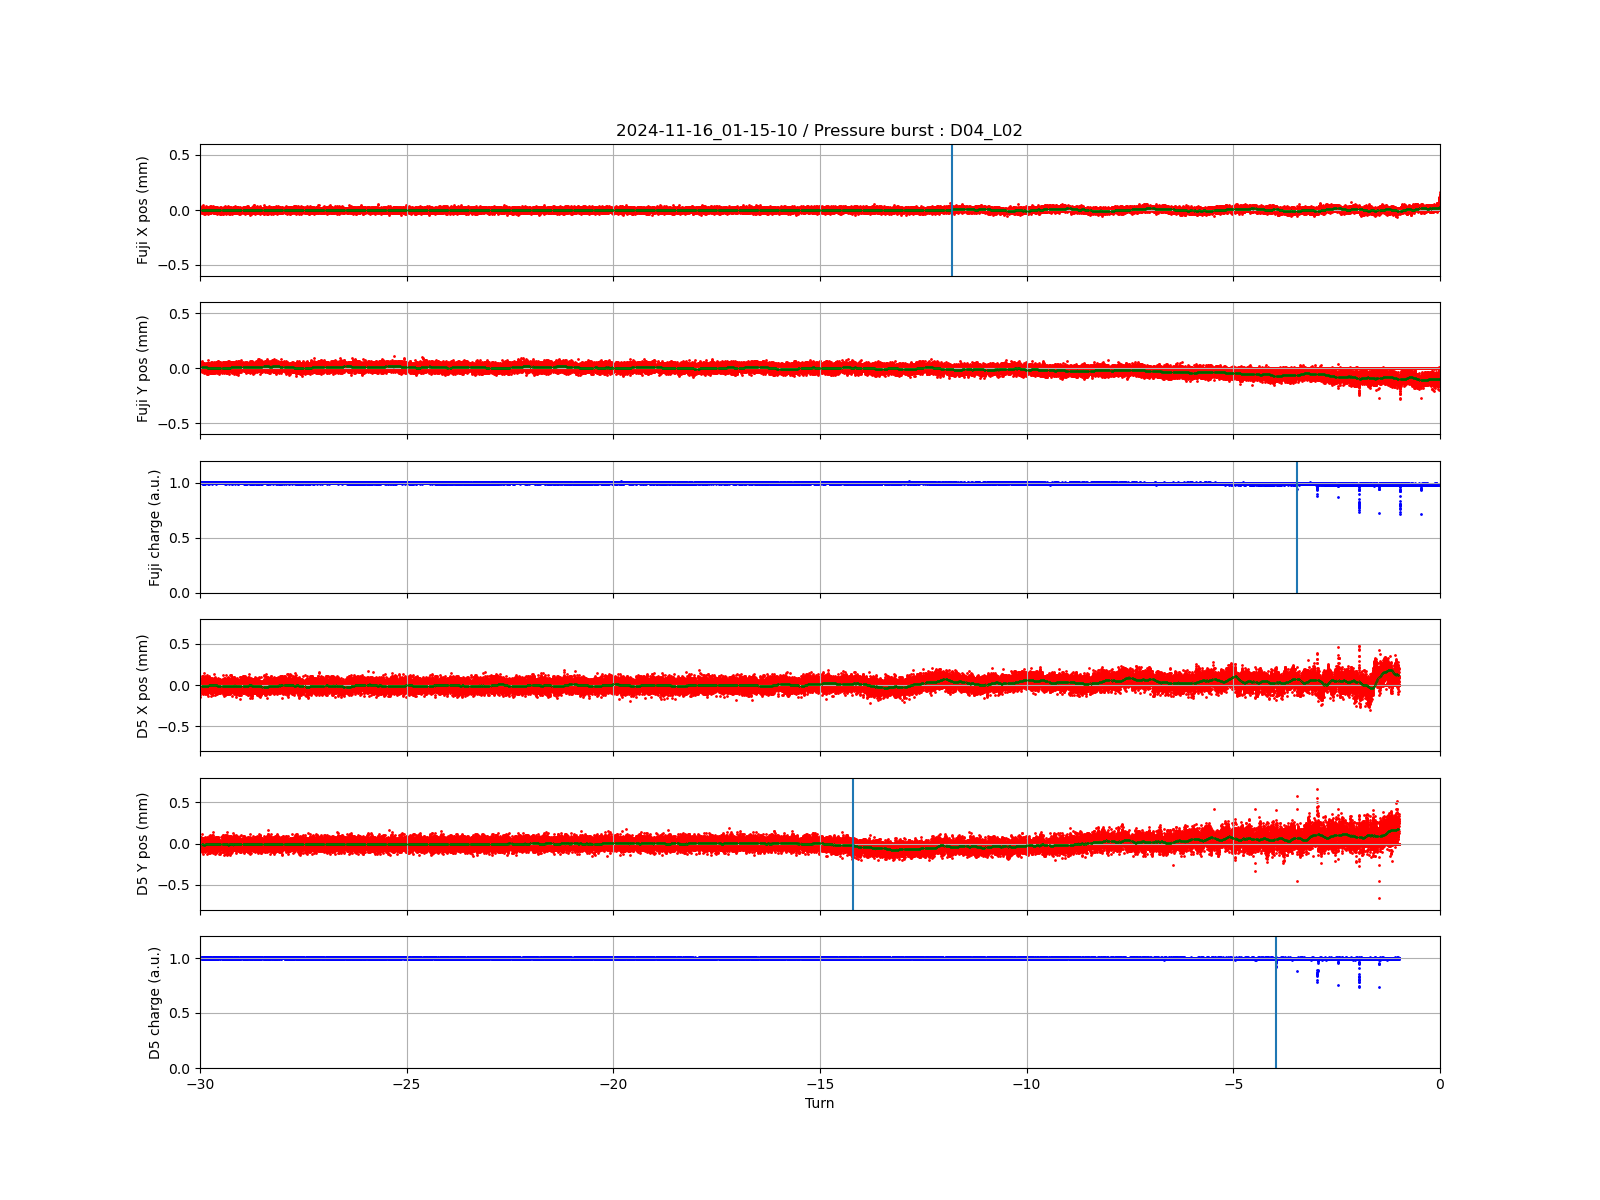 2024-11-16_01-15-10 / Pressure burst : D04_L02
Fuji X pos (mm)
0.5
0.0
−0.5
Fuji Y pos (mm)
0.5
0.0
−0.5
Fuji charge (a.u.)
1.0
0.5
0.0
D5 X pos (mm)
0.5
0.0
−0.5
D5 Y pos (mm)
0.5
0.0
−0.5
D5 charge (a.u.)
1.0
0.5
0.0
−30 −25 −20 −15 −10 −5 0
Turn